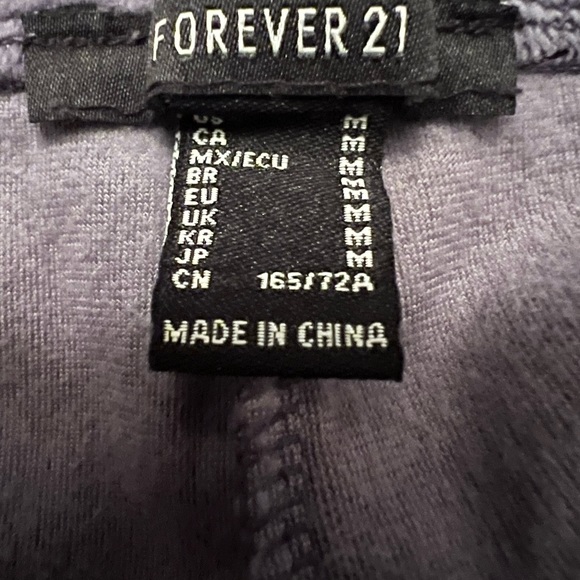 FOREVER 21
US M
CA M
MX/ECU M
BR M
EU M
UK M
KR M
JP M
CN 165/72A
MADE IN CHINA